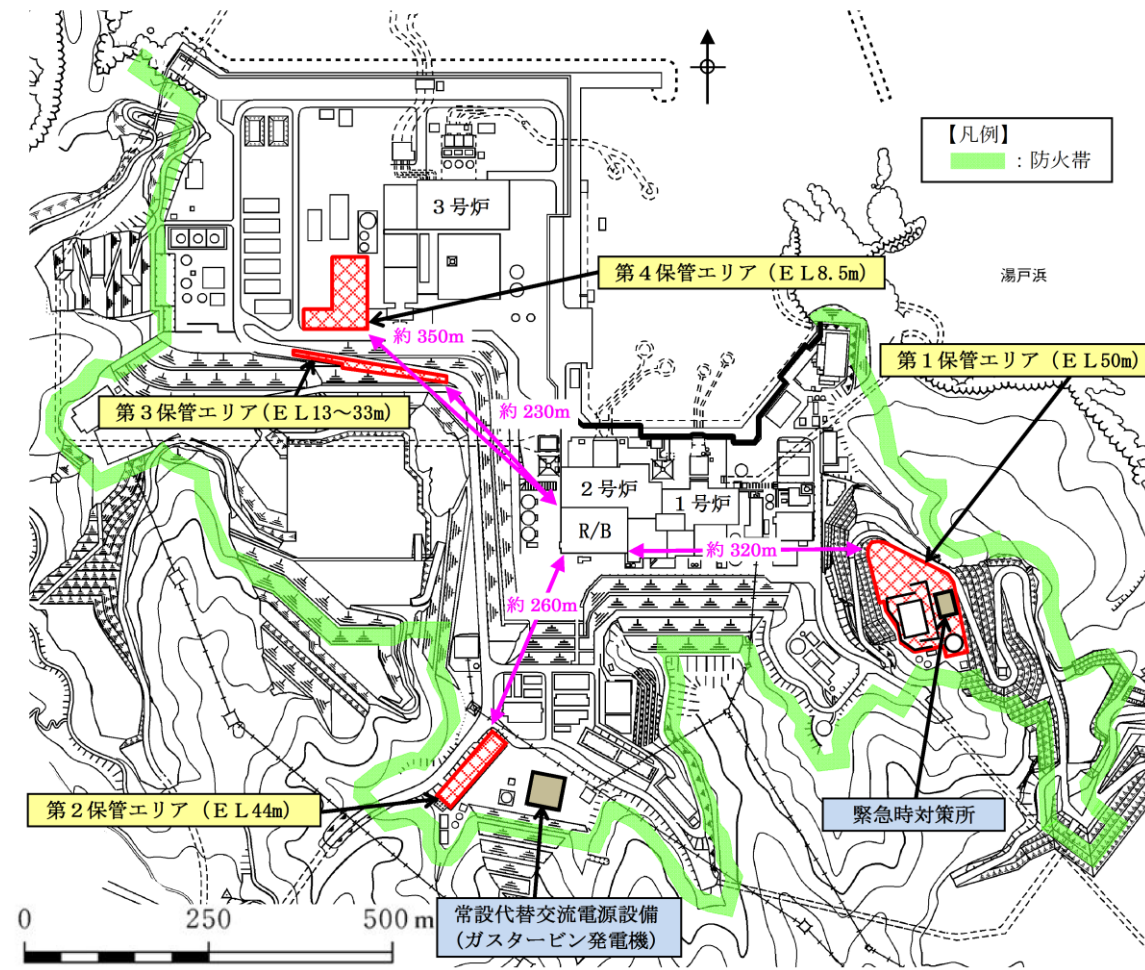 【凡例】
：防火帯
3号炉
第4保管エリア（EL8.5m）
湯戸浜
約 350m
第1保管エリア（EL50m）
第3保管エリア（EL13～33m）
約 230m
2号炉
1号炉
R/B
約 320m
約 260m
第2保管エリア（EL44m）
緊急時対策所
0 250 500 m
常設代替交流電源設備
(ガスタービン発電機)